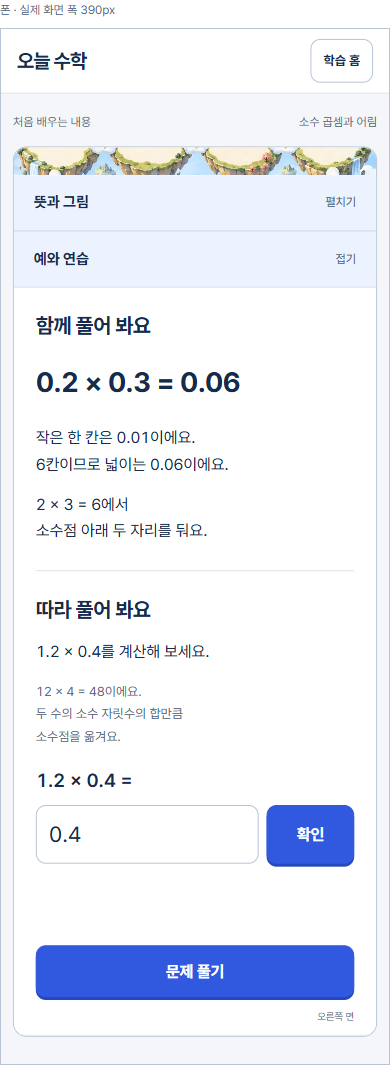 폰 · 실제 화면 폭 390px
오늘 수학
학습 홈
처음 배우는 내용
소수 곱셈과 어림
뜻과 그림
펼치기
예와 연습
접기
함께 풀어 봐요
0.2 × 0.3 = 0.06
작은 한 칸은 0.01이에요.
6칸이므로 넓이는 0.06이에요.
2 × 3 = 6에서
소수점 아래 두 자리를 둬요.
따라 풀어 봐요
1.2 × 0.4를 계산해 보세요.
12 × 4 = 48이에요.
두 수의 소수 자릿수의 합만큼
소수점을 옮겨요.
1.2 × 0.4 =
0.4
확인
문제 풀기
오른쪽 면